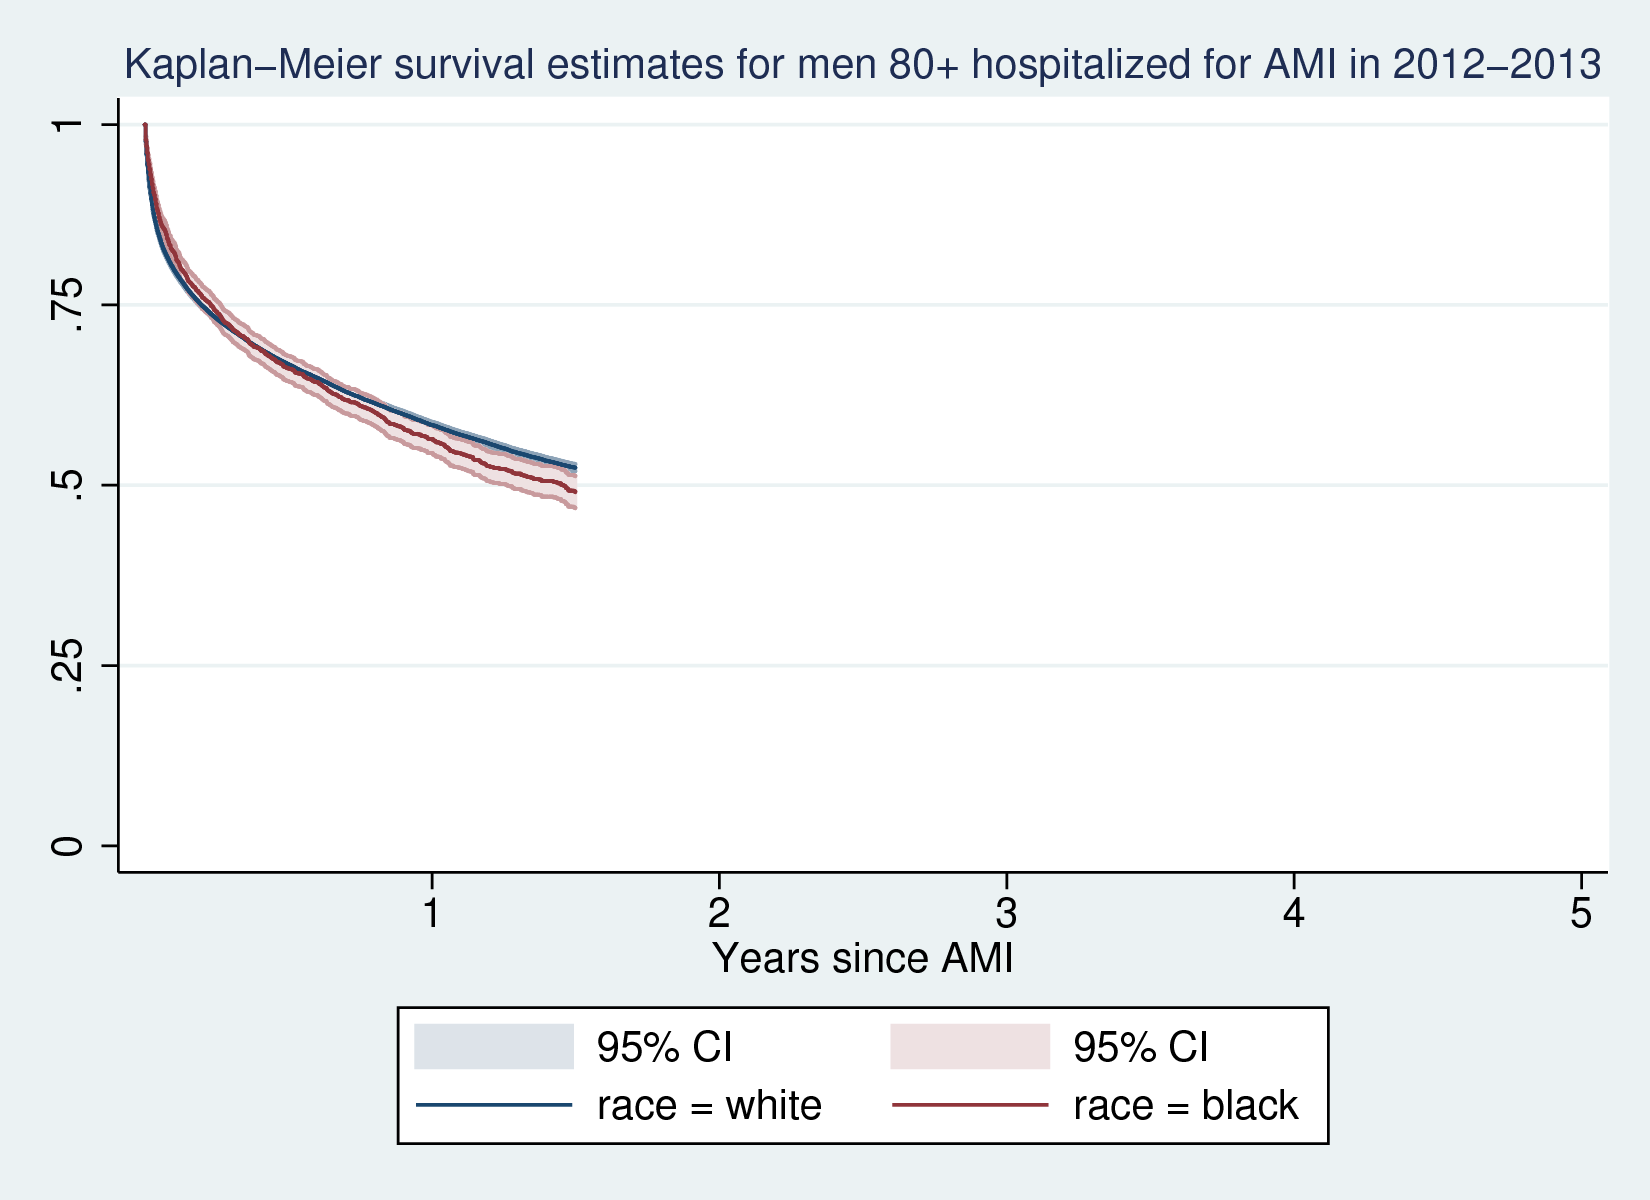 Kaplan–Meier survival estimates for men 80+ hospitalized for AMI in 2012–2013
1
.75
.5
.25
0
1 2 3 4 5
Years since AMI
95% CI 95% CI
race = white race = black